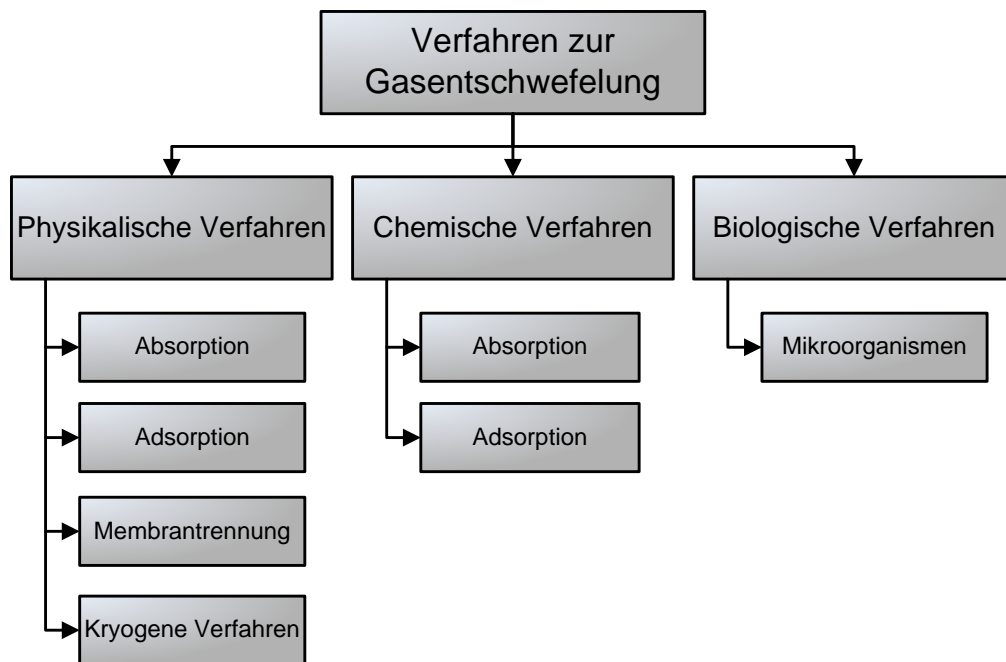 Verfahren zur
Gasentschwefelung
Physikalische Verfahren
Chemische Verfahren
Biologische Verfahren
Absorption
Absorption
Mikroorganismen
Adsorption
Adsorption
Membrantrennung
Kryogene Verfahren